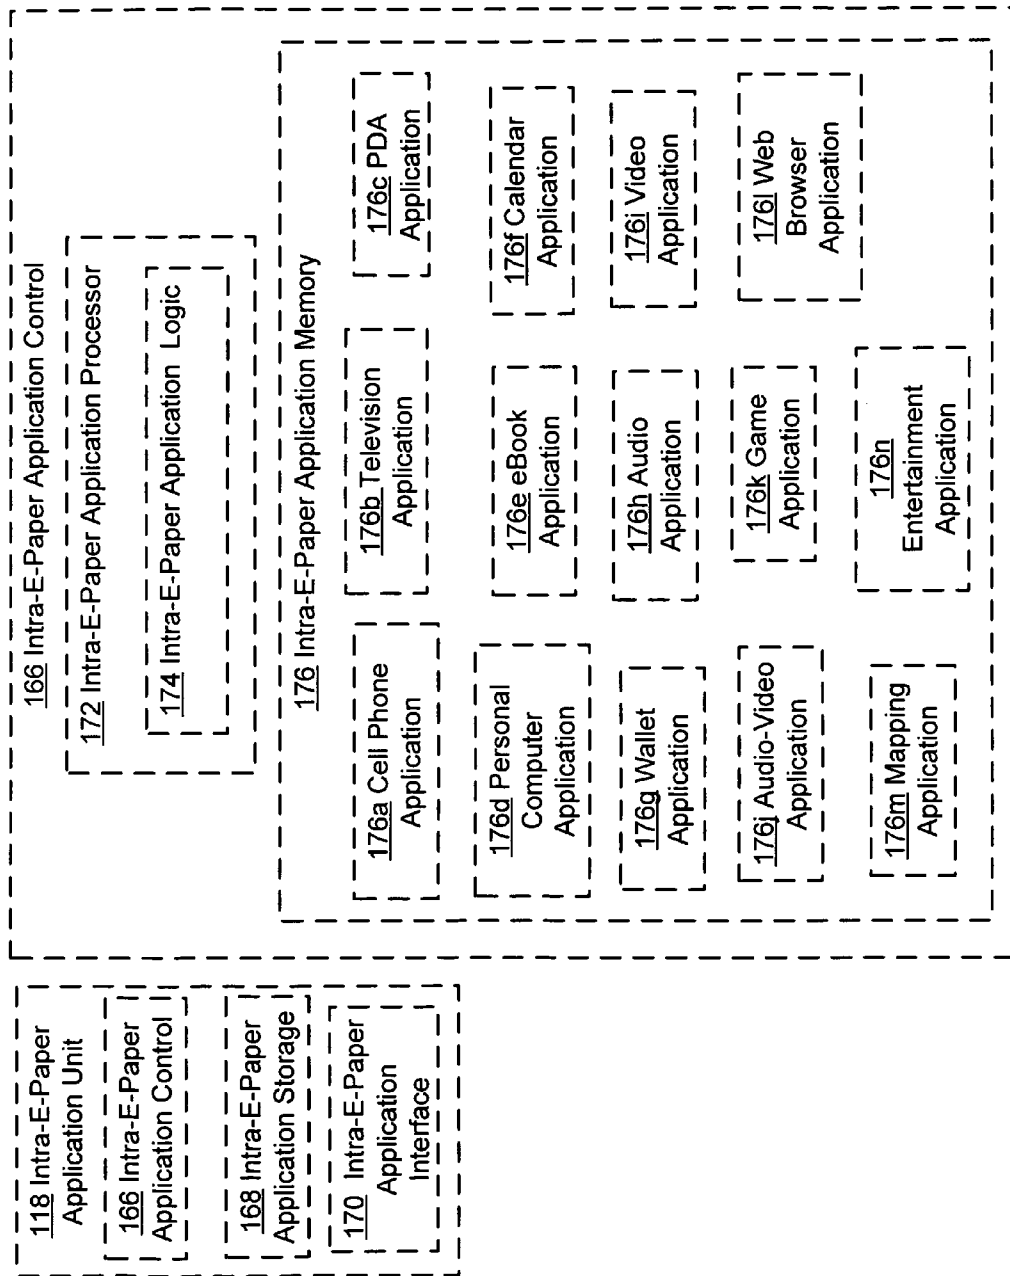 118 Intra-E-Paper
Application Unit
166 Intra-E-Paper
Application Control
168 Intra-E-Paper
Application Storage
170 Intra-E-Paper
Application
Interface
166 Intra-E-Paper Application Control
172 Intra-E-Paper Application Processor
174 Intra-E-Paper Application Logic
176 Intra-E-Paper Application Memory
176a Cell Phone
Application
176b Television
Application
176c PDA
Application
176d Personal
Computer
Application
176e eBook
Application
176f Calendar
Application
176g Wallet
Application
176h Audio
Application
176i Video
Application
176j Audio-Video
Application
176k Game
Application
176l Web
Browser
Application
176m Mapping
Application
176n
Entertainment
Application